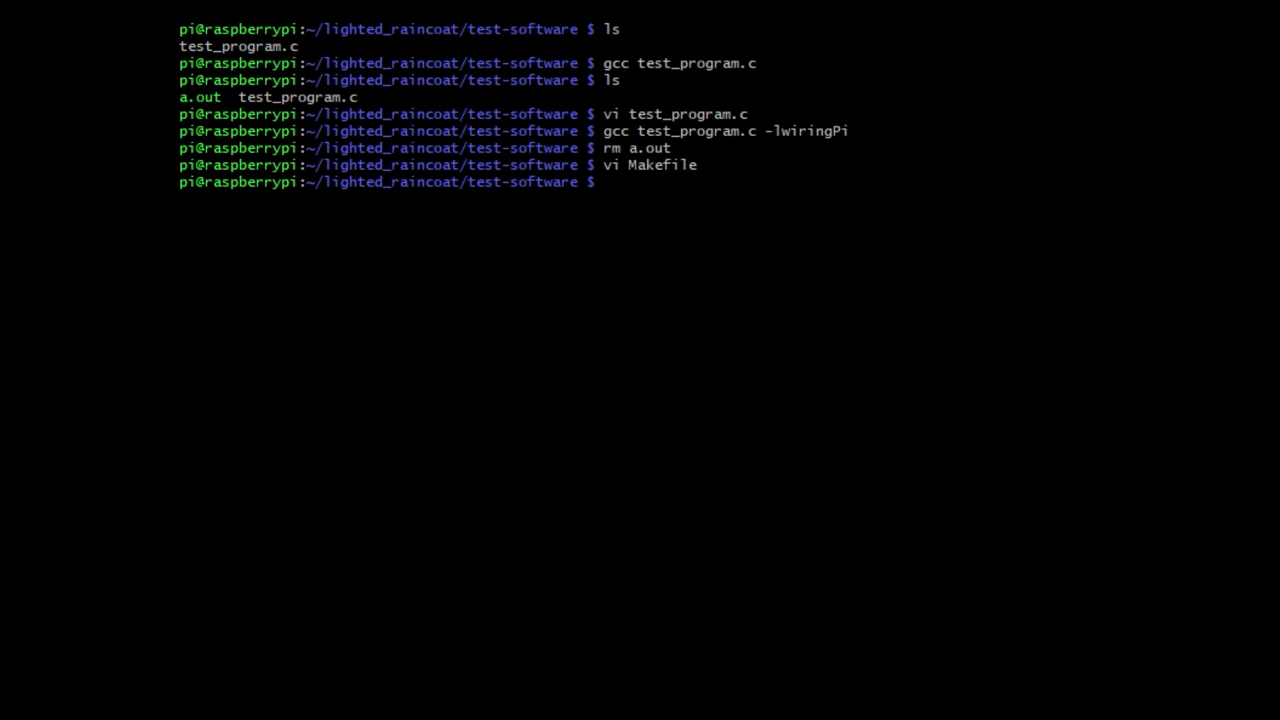 pi@raspberrypi:~/lighted_raincoat/test-software $ ls
test_program.c
pi@raspberrypi:~/lighted_raincoat/test-software $ gcc test_program.c
pi@raspberrypi:~/lighted_raincoat/test-software $ ls
a.out  test_program.c
pi@raspberrypi:~/lighted_raincoat/test-software $ vi test_program.c
pi@raspberrypi:~/lighted_raincoat/test-software $ gcc test_program.c -lwiringPi
pi@raspberrypi:~/lighted_raincoat/test-software $ rm a.out
pi@raspberrypi:~/lighted_raincoat/test-software $ vi Makefile
pi@raspberrypi:~/lighted_raincoat/test-software $